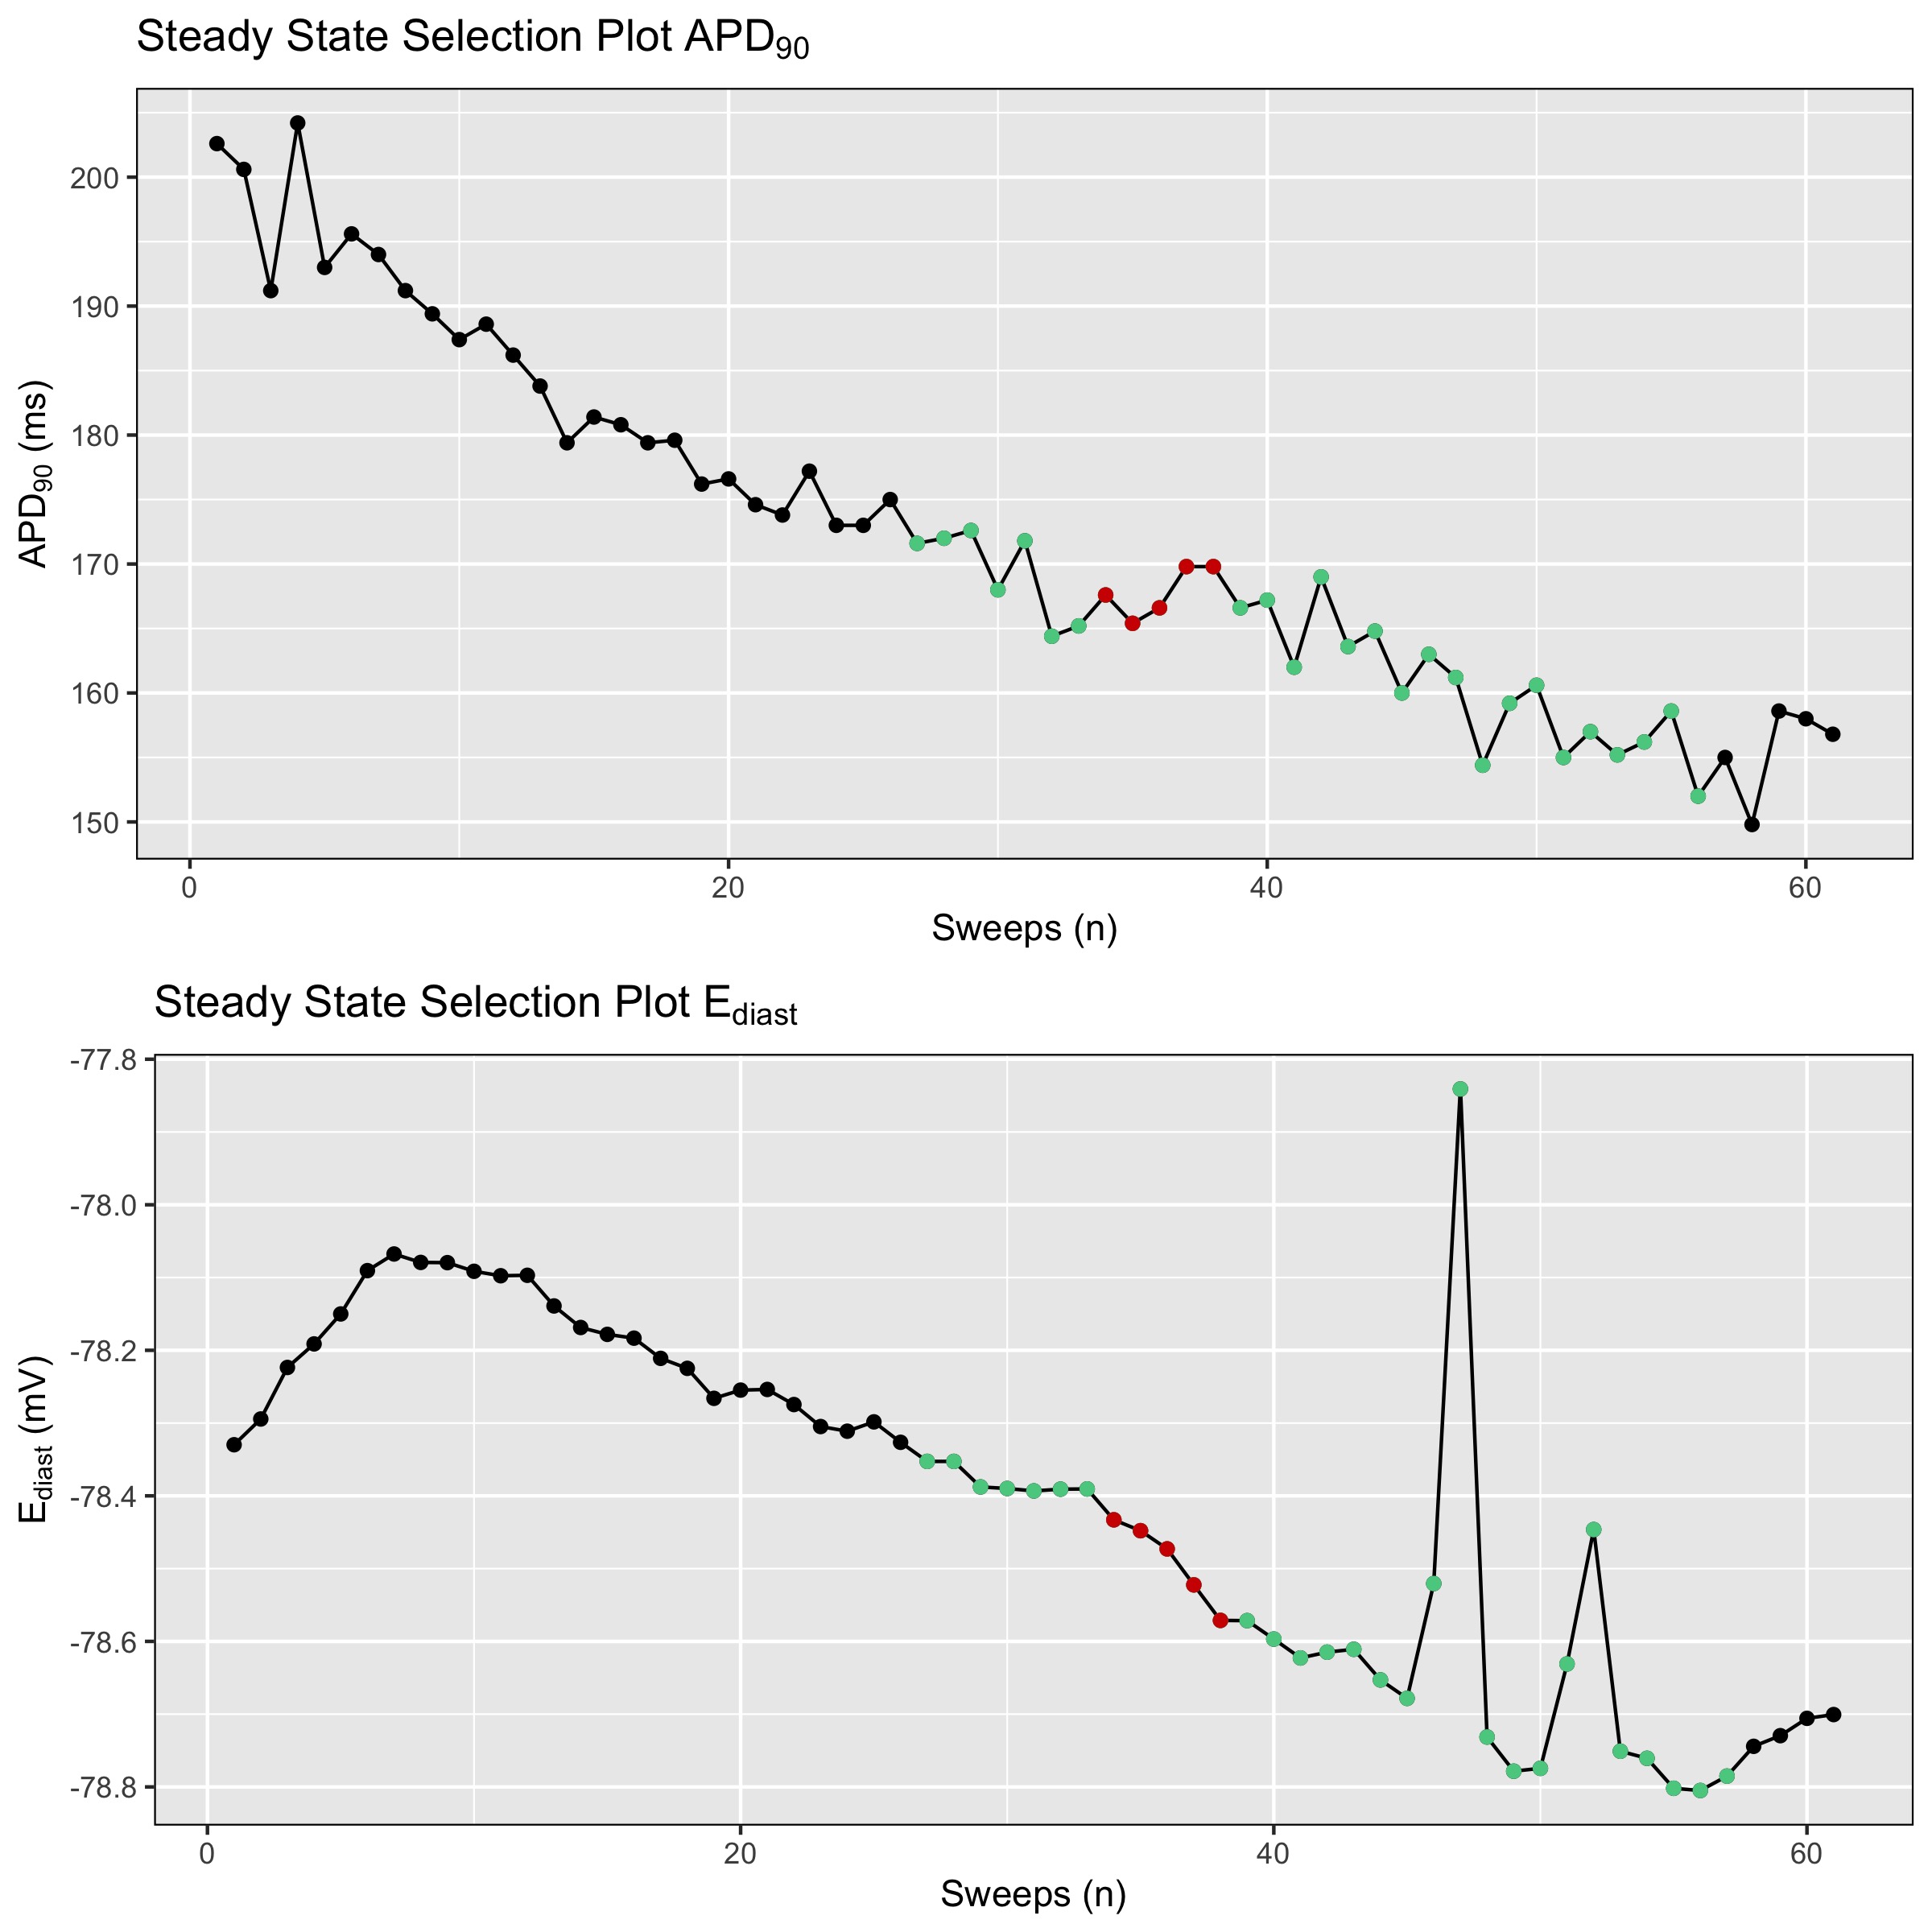 Steady State Selection Plot APD90
200
190
180
170
160
150
APD90 (ms)
0 20 40 60
Sweeps (n)
Steady State Selection Plot Ediast
-77.8
-78.0
-78.2
-78.4
-78.6
-78.8
Ediast (mV)
0 20 40 60
Sweeps (n)